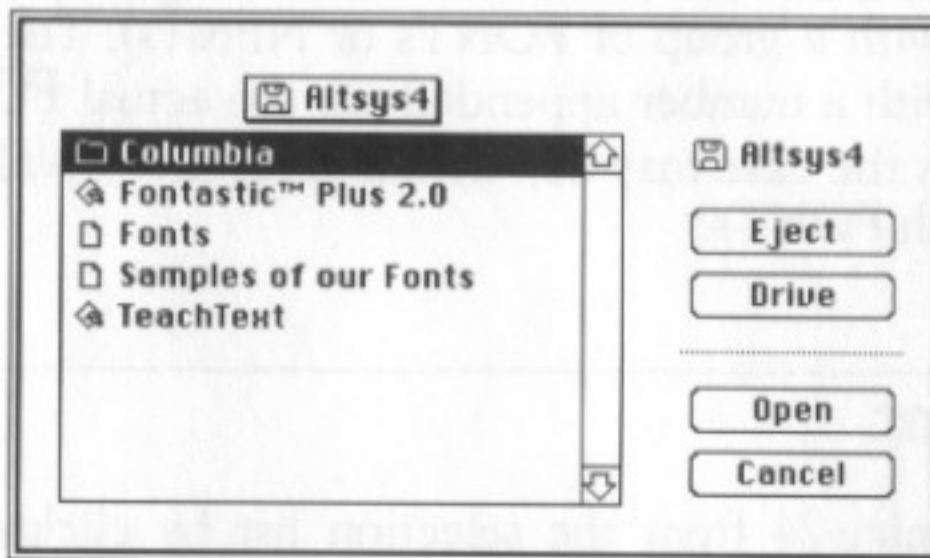 Altsys4
Columbia
Fontastic™ Plus 2.0
Fonts
Samples of our Fonts
TeachText
Altsys4
Eject
Drive
Open
Cancel